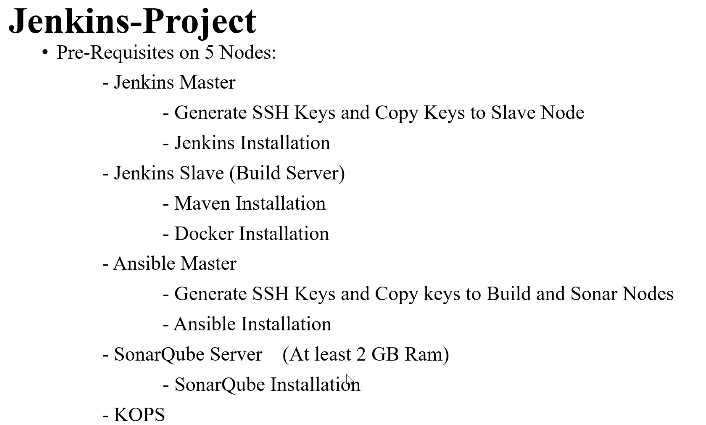 Jenkins-Project
• Pre-Requisites on 5 Nodes:
- Jenkins Master
- Generate SSH Keys and Copy Keys to Slave Node
- Jenkins Installation
- Jenkins Slave (Build Server)
- Maven Installation
- Docker Installation
- Ansible Master
- Generate SSH Keys and Copy keys to Build and Sonar Nodes
- Ansible Installation
- SonarQube Server (At least 2 GB Ram)
- SonarQube Installation
- KOPS